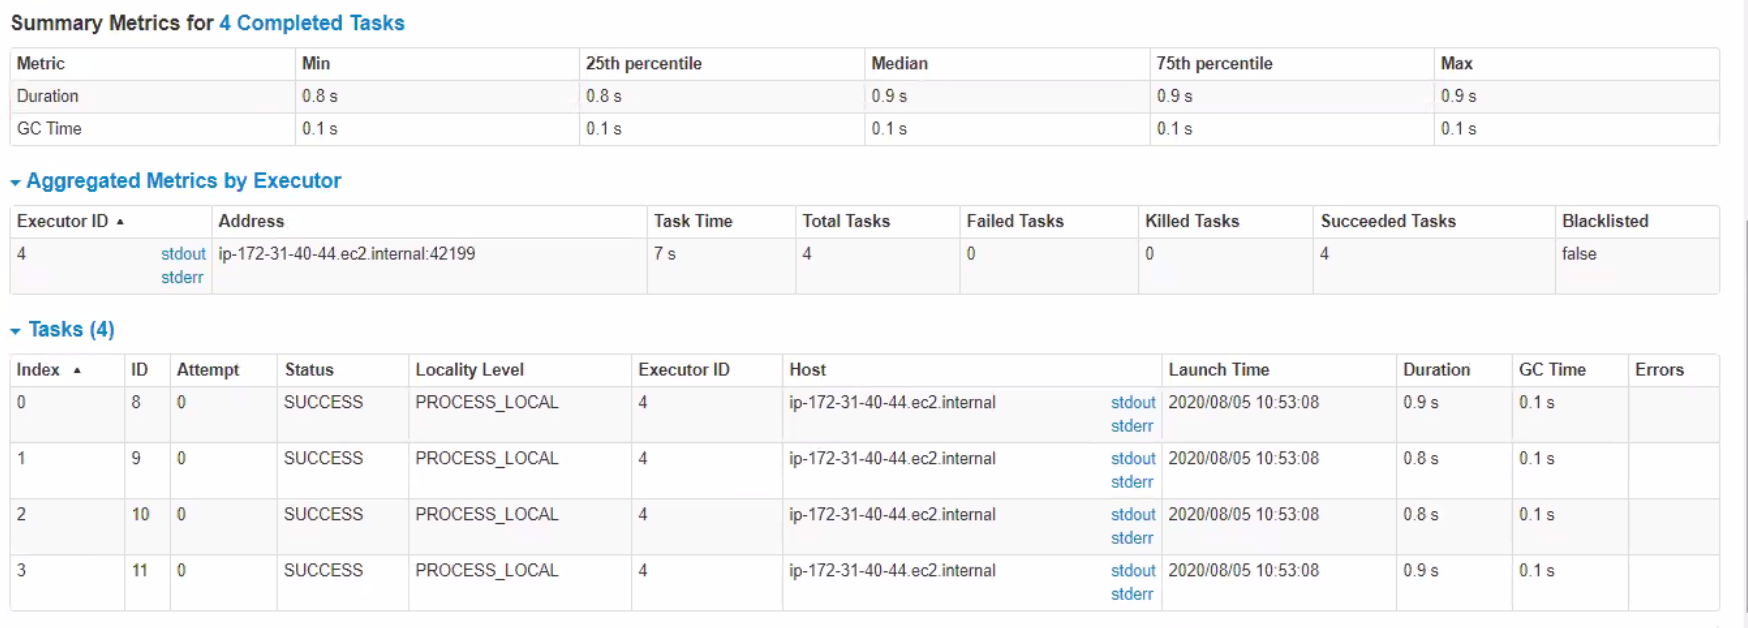 Summary Metrics for 4 Completed Tasks
Metric Min 25th percentile Median 75th percentile Max
Duration 0.8 s 0.8 s 0.9 s 0.9 s 0.9 s
GC Time 0.1 s 0.1 s 0.1 s 0.1 s 0.1 s
Aggregated Metrics by Executor
Executor ID Address Task Time Total Tasks Failed Tasks Killed Tasks Succeeded Tasks Blacklisted
4 stdout ip-172-31-40-44.ec2.internal:42199 7 s 4 0 0 4 false
stderr
Tasks (4)
Index ID Attempt Status Locality Level Executor ID Host Launch Time Duration GC Time Errors
0 8 0 SUCCESS PROCESS_LOCAL 4 ip-172-31-40-44.ec2.internal stdout 2020/08/05 10:53:08 0.9 s 0.1 s
stderr
1 9 0 SUCCESS PROCESS_LOCAL 4 ip-172-31-40-44.ec2.internal stdout 2020/08/05 10:53:08 0.8 s 0.1 s
stderr
2 10 0 SUCCESS PROCESS_LOCAL 4 ip-172-31-40-44.ec2.internal stdout 2020/08/05 10:53:08 0.8 s 0.1 s
stderr
3 11 0 SUCCESS PROCESS_LOCAL 4 ip-172-31-40-44.ec2.internal stdout 2020/08/05 10:53:08 0.9 s 0.1 s
stderr